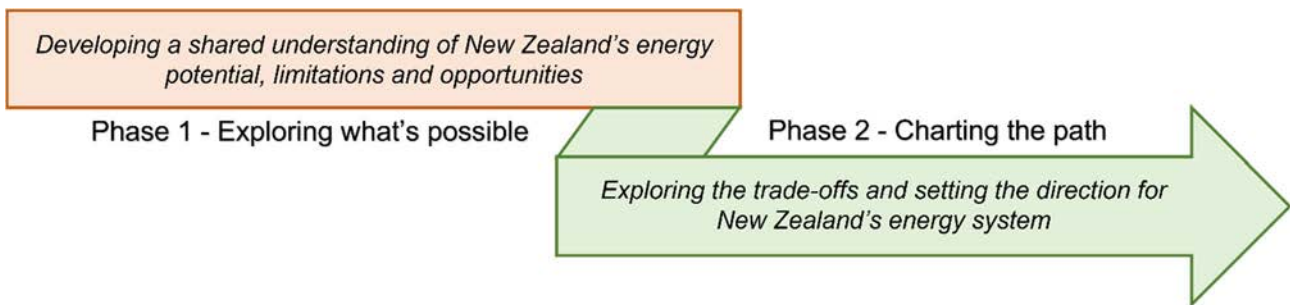 Developing a shared understanding of New Zealand’s energy
potential, limitations and opportunities
Phase 1 - Exploring what’s possible
Phase 2 - Charting the path
Exploring the trade-offs and setting the direction for
New Zealand’s energy system